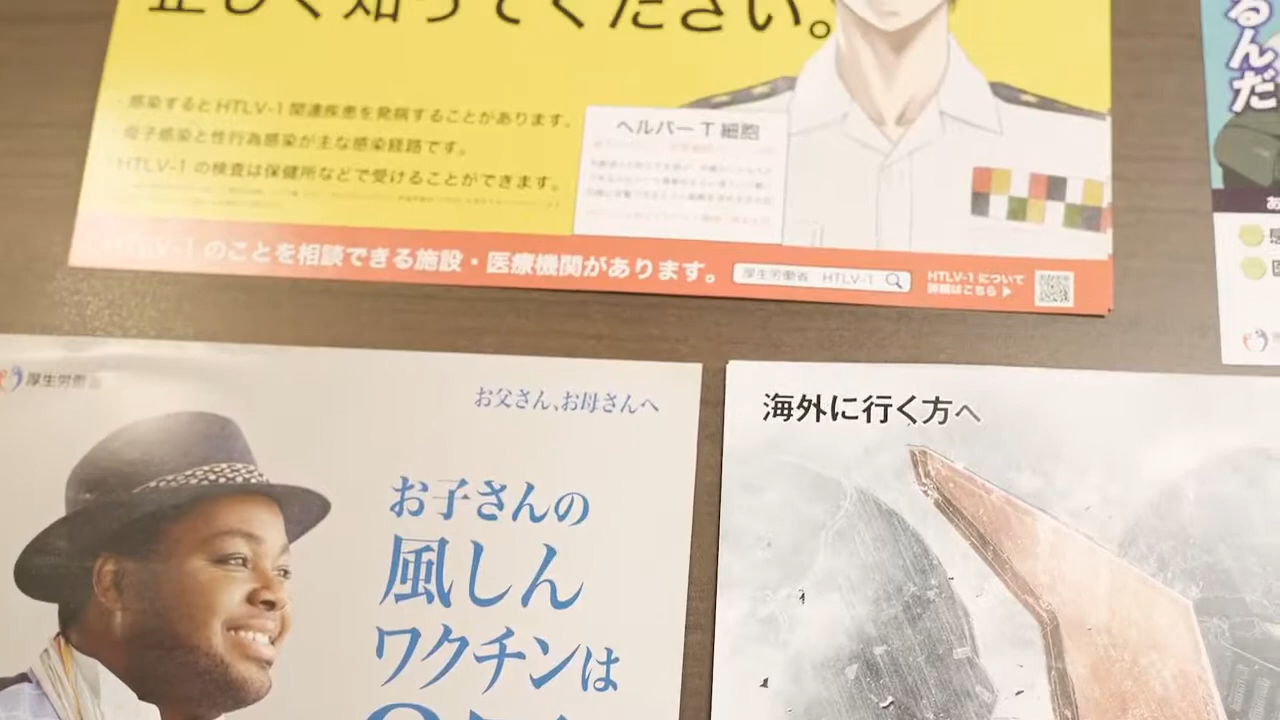 正しく知ってください。
感染するとHTLV-1関連疾患を発病することがあります。
母子感染と性行為感染が主な感染経路です。
HTLV-1の検査は保健所などで受けることができます。
ヘルパーT細胞
HTLV-1のことを相談できる施設・医療機関があります。
厚生労働省 HTLV-1
HTLV-1について
詳細はこちら▶
るんだ
あ
厚生労働省
お父さん、お母さんへ
お子さんの
風しん
ワクチンは
海外に行く方へ